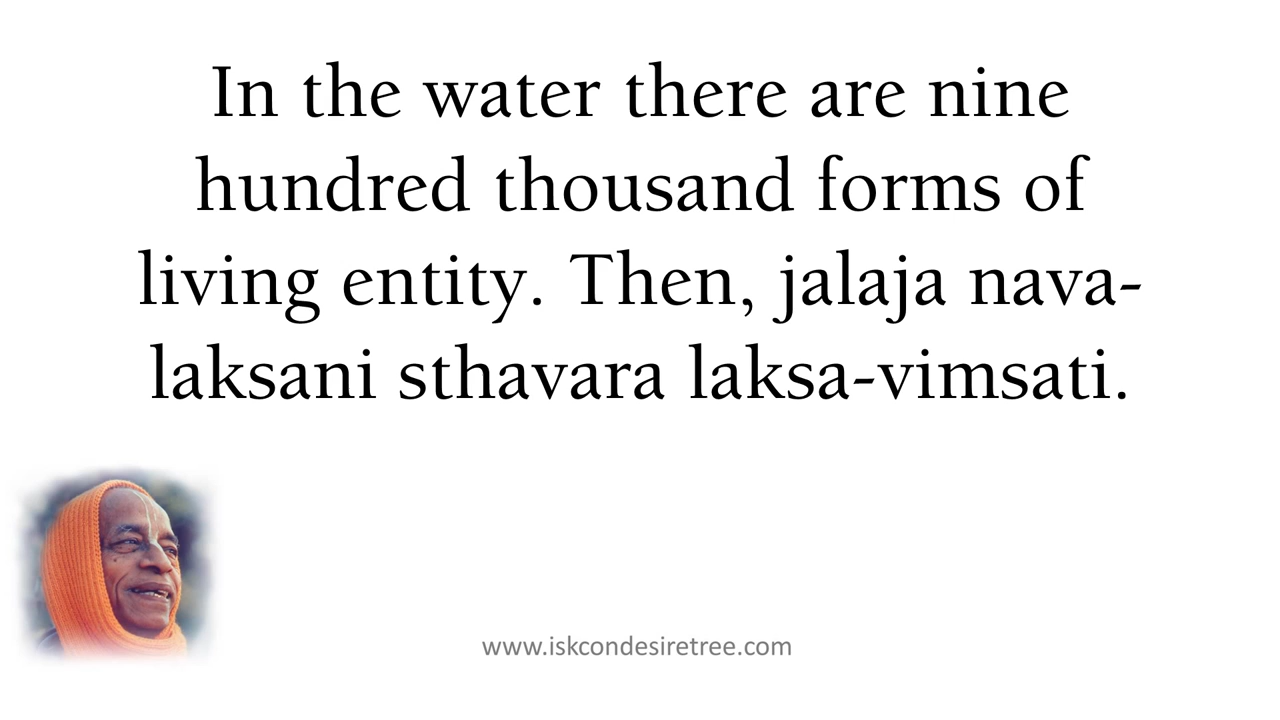 In the water there are nine
hundred thousand forms of
living entity. Then, jalaja nava-
laksani sthavara laksa-vimsati.
www.iskcondesiretree.com